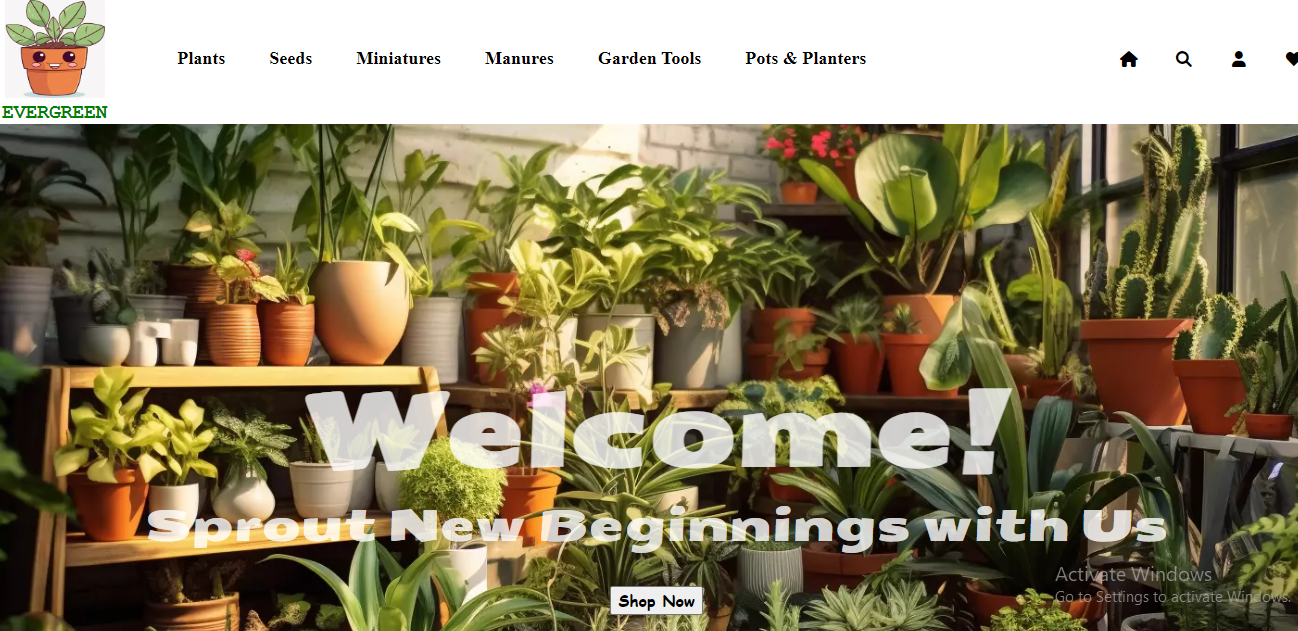 Plants Seeds Miniatures Manures Garden Tools Pots & Planters
EVERGREEN
Welcome!
Sprout New Beginnings with Us
Shop Now
Activate Windows
Go to Settings to activate Windows.